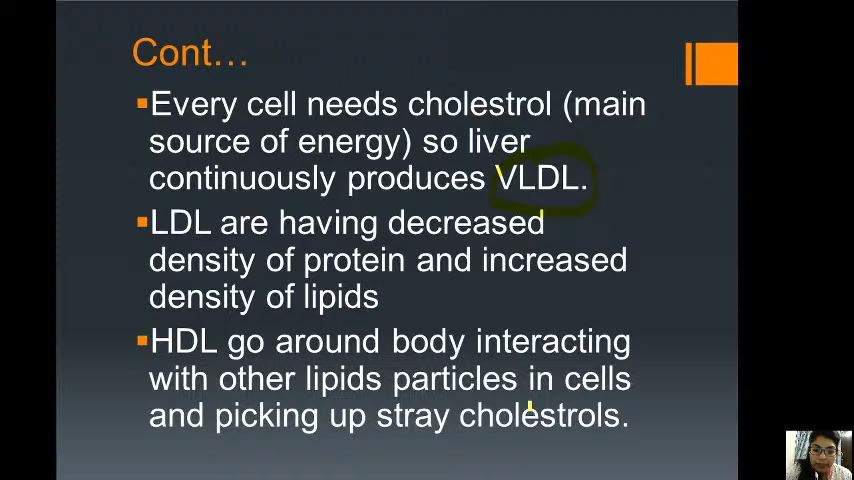 Cont…
▪Every cell needs cholestrol (main
source of energy) so liver
continuously produces VLDL.
▪LDL are having decreased
density of protein and increased
density of lipids
▪HDL go around body interacting
with other lipids particles in cells
and picking up stray cholestrols.